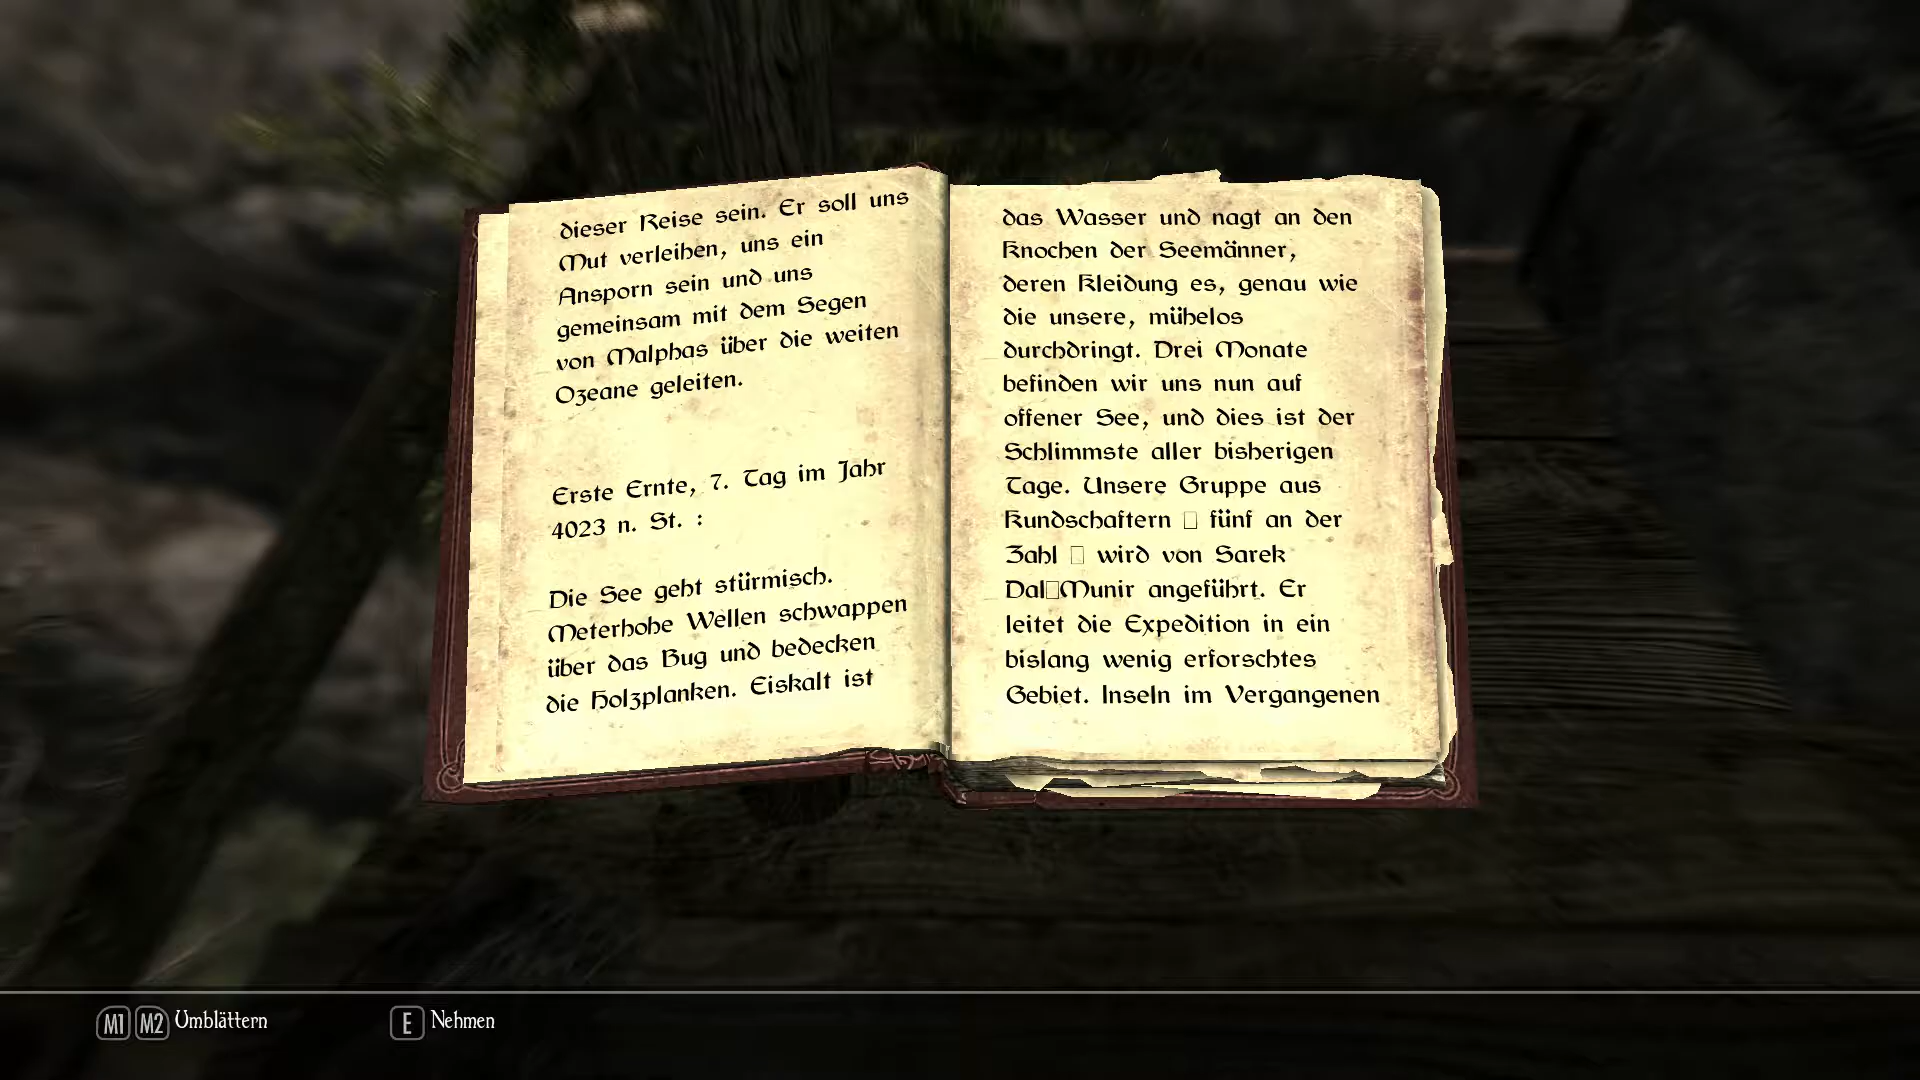 dieser Reise sein. Er soll uns
Mut verleihen, uns ein
Ansporn sein und uns
gemeinsam mit dem Segen
von Malphas über die weiten
Ozeane geleiten.
Erste Ernte, 7. Tag im Jahr
4023 n. St. :
Die See geht stürmisch.
Meterhohe Wellen schwappen
über das Bug und bedecken
die Holzplanken. Eiskalt ist
das Wasser und nagt an den
Knochen der Seemänner,
deren Kleidung es, genau wie
die unsere, mühelos
durchdringt. Drei Monate
befinden wir uns nun auf
offener See, und dies ist der
Schlimmste aller bisherigen
Tage. Unsere Gruppe aus
Kundschaftern □ fünf an der
Zahl □ wird von Sarek
Dal□Munir angeführt. Er
leitet die Expedition in ein
bislang wenig erforschtes
Gebiet. Inseln im Vergangenen
M1 M2 Umblättern
E Nehmen